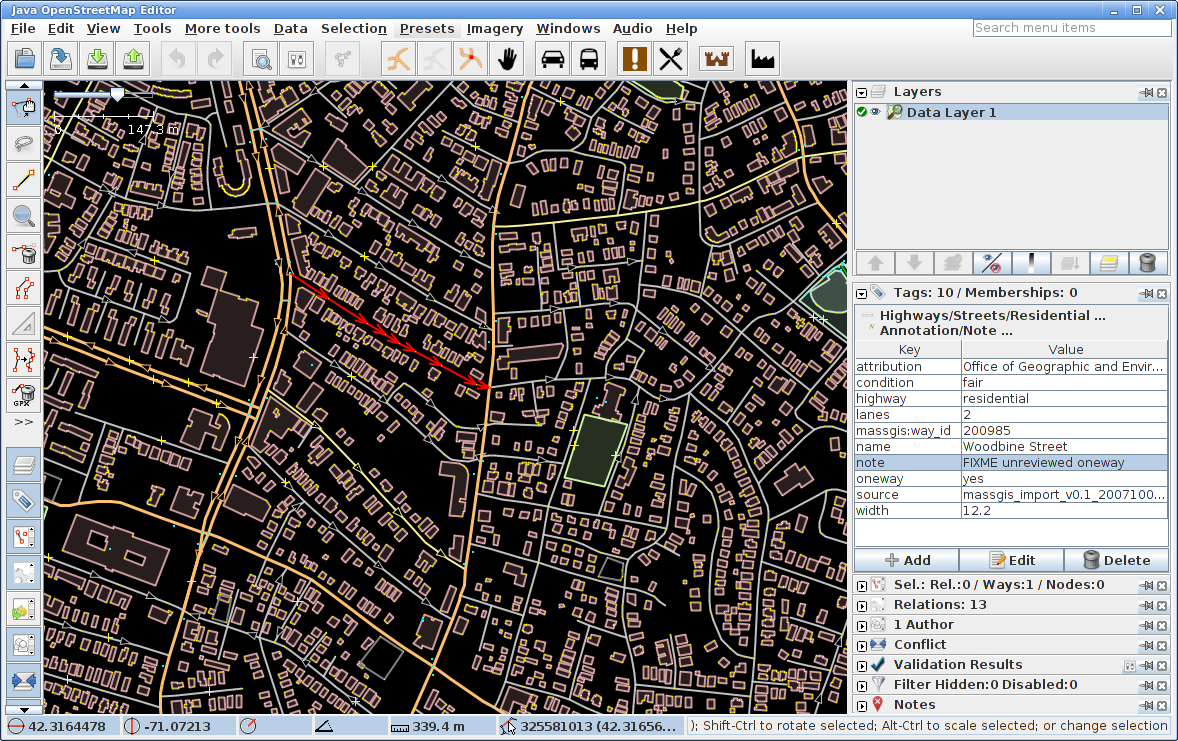 Java OpenStreetMap Editor
File Edit View Tools More tools Data Selection Presets Imagery Windows Audio Help
Search menu items
0 147.3 m
Layers
Data Layer 1
Tags: 10 / Memberships: 0
Highways/Streets/Residential ...
Annotation/Note ...
Key Value
attribution Office of Geographic and Envir...
condition fair
highway residential
lanes 2
massgis:way_id 200985
name Woodbine Street
note FIXME unreviewed oneway
oneway yes
source massgis_import_v0.1_2007100...
width 12.2
Add Edit Delete
GPX
>>
Sel.: Rel.:0 / Ways:1 / Nodes:0
Relations: 13
1 Author
Conflict
Validation Results
Filter Hidden:0 Disabled:0
Notes
42.3164478 -71.07213 339.4 m 325581013 (42.31656... ); Shift-Ctrl to rotate selected; Alt-Ctrl to scale selected; or change selection